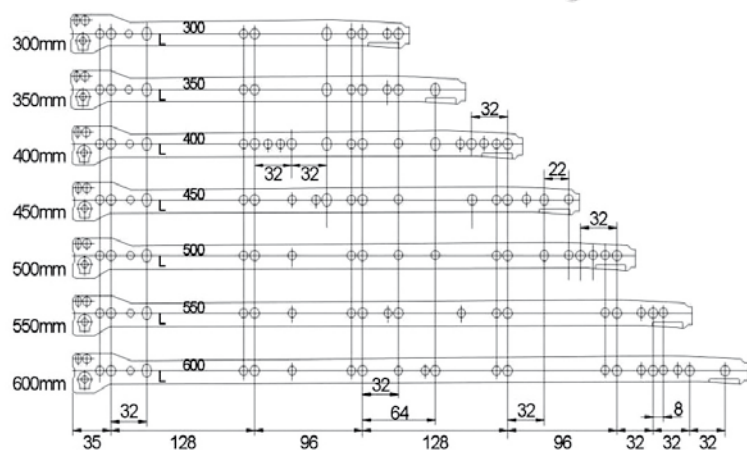 300mm L 300
350mm L 350
32
400mm L 400
32 32
22
450mm L 450
32
500mm L 500
550mm L 550
600mm L 600
32
32 64 32 8
35 128 96 128 96 32 32 32